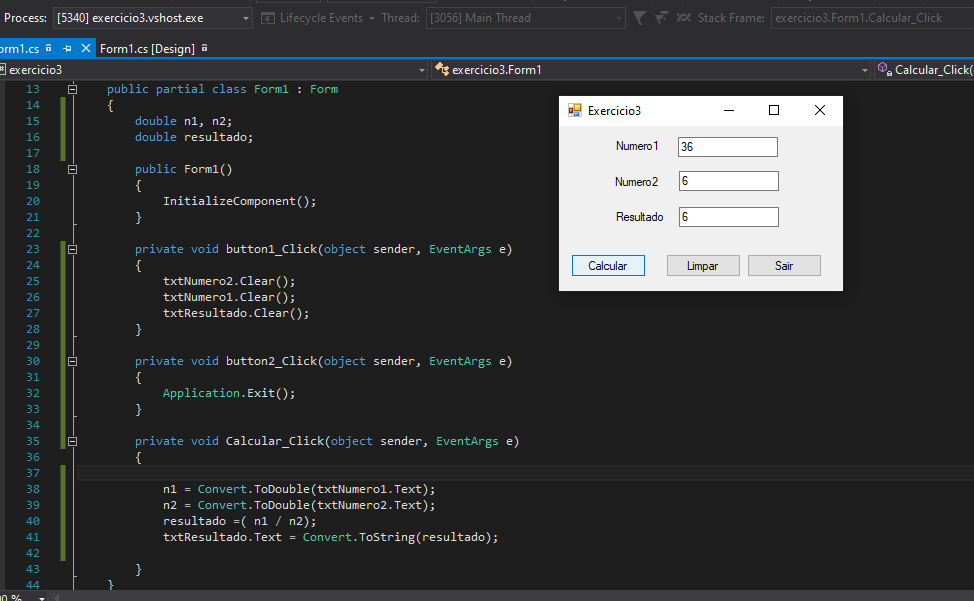 Process: [5340] exercicio3.vshost.exe Lifecycle Events Thread: [3056] Main Thread Stack Frame: exercicio3.Form1.Calcular_Click
orm1.cs Form1.cs [Design]
exercicio3 exercicio3.Form1 Calcular_Click(
13 public partial class Form1 : Form
14 {
15 double n1, n2;
16 double resultado;
17
18 public Form1()
19 {
20 InitializeComponent();
21 }
22
23 private void button1_Click(object sender, EventArgs e)
24 {
25 txtNumero2.Clear();
26 txtNumero1.Clear();
27 txtResultado.Clear();
28 }
29
30 private void button2_Click(object sender, EventArgs e)
31 {
32 Application.Exit();
33 }
34
35 private void Calcular_Click(object sender, EventArgs e)
36 {
37
38 n1 = Convert.ToDouble(txtNumero1.Text);
39 n2 = Convert.ToDouble(txtNumero2.Text);
40 resultado =( n1 / n2);
41 txtResultado.Text = Convert.ToString(resultado);
42
43 }
44 }
Exercicio3
Numero1 36
Numero2 6
Resultado 6
Calcular Limpar Sair